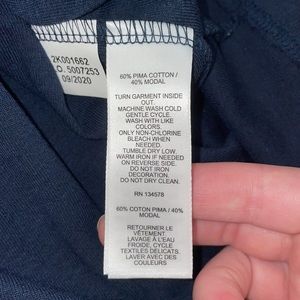 2K001662
O. 5007253
09/2020
60% PIMA COTTON /
40% MODAL
TURN GARMENT INSIDE
OUT.
MACHINE WASH COLD
GENTLE CYCLE.
WASH WITH LIKE
COLORS.
ONLY NON-CHLORINE
BLEACH WHEN
NEEDED.
TUMBLE DRY LOW.
WARM IRON IF NEEDED
ON REVERSE SIDE.
DO NOT IRON
DECORATION.
DO NOT DRY CLEAN.
RN 134578
60% COTON PIMA / 40%
MODAL
RETOURNER LE
VÊTEMENT.
LAVAGE À L'EAU
FROIDE, CYCLE
TEXTILES DÉLICATS.
LAVER AVEC DES
COULEURS